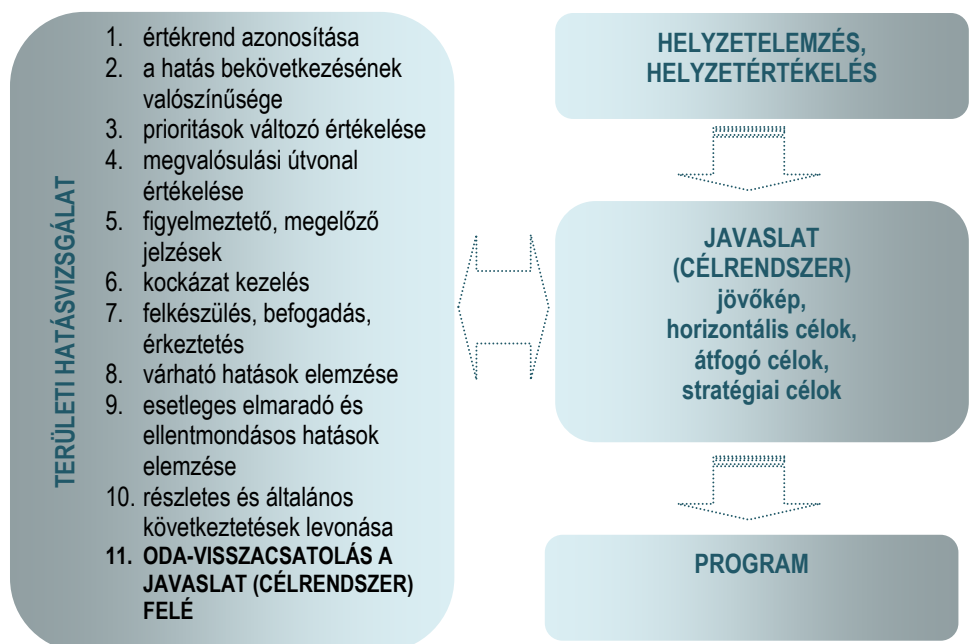 TERÜLETI HATÁSVIZSGÁLAT
1. értékrend azonosítása
2. a hatás bekövetkezésének
valószínűsége
3. prioritások változó értékelése
4. megvalósulási útvonal
értékelése
5. figyelmeztető, megelőző
jelzések
6. kockázat kezelés
7. felkészülés, befogadás,
érkeztetés
8. várható hatások elemzése
9. esetleges elmaradó és
ellentmondásos hatások
elemzése
10. részletes és általános
következtetések levonása
11. ODA-VISSZACSATOLÁS A
JAVASLAT (CÉLRENDSZER)
FELÉ
HELYZETELEMZÉS,
HELYZETÉRTÉKELÉS
JAVASLAT
(CÉLRENDSZER)
jövőkép,
horizontális célok,
átfogó célok,
stratégiai célok
PROGRAM